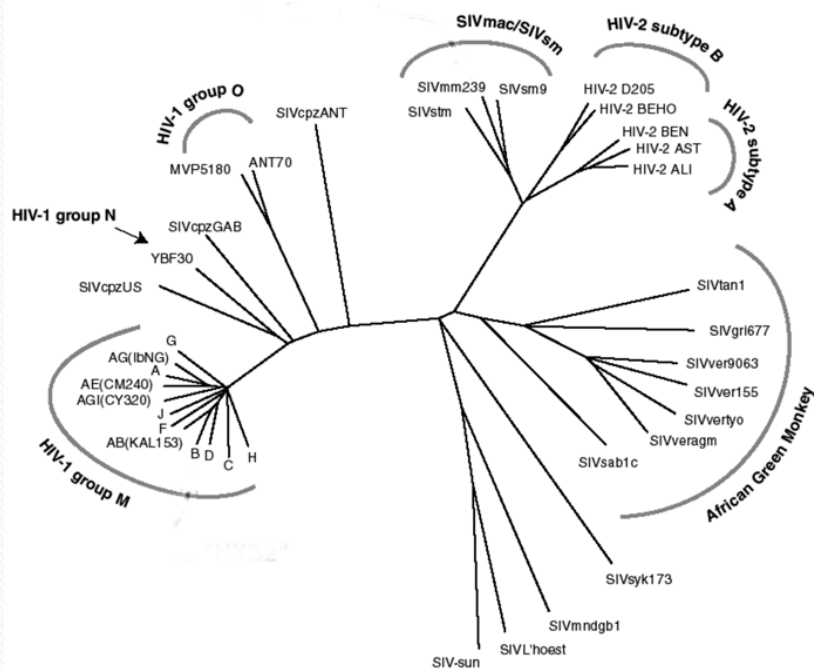 SIVmac/SIVsm
HIV-2 subtype B
HIV-1 group O
SIVcpzANT
SIVmm239
SIVsm9
SIVstm
HIV-2 D205
HIV-2 BEHO
HIV-2 subtype A
HIV-2 BEN
HIV-2 AST
HIV-2 ALI
MVP5180
ANT70
HIV-1 group N
SIVcpzGAB
YBF30
SIVcpzUS
SIVtan1
SIVgri677
SIVver9063
SIVver155
SIVvertyo
SIVveragm
SIVsab1c
African Green Monkey
G
AG(IbNG)
A
AE(CM240)
AGI(CY320)
J
F
AB(KAL153)
B
D
C
H
HIV-1 group M
SIVsyk173
SIVmndgb1
SIVL'hoest
SIV-sun